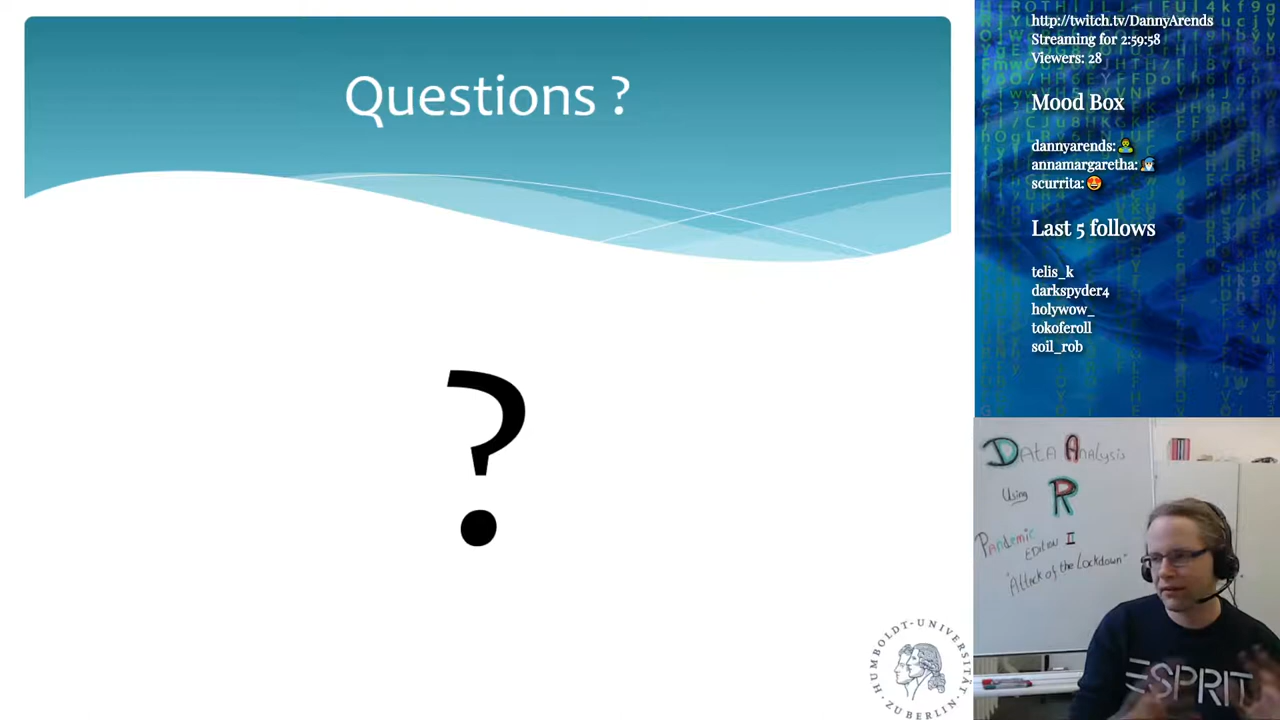 Questions ?
?
HUMBOLDT-UNIVERSITÄT ZU BERLIN
http://twitch.tv/DannyArends
Streaming for 2:59:58
Viewers: 28
Mood Box
dannyarends:
annamargaretha:
scurrita:
Last 5 follows
telis_k
darkspyder4
holywow_
tokoferoll
soil_rob
Data Analysis
Using R
Pandemic
Edition II
"Attack of the Lockdown"
ESPRIT